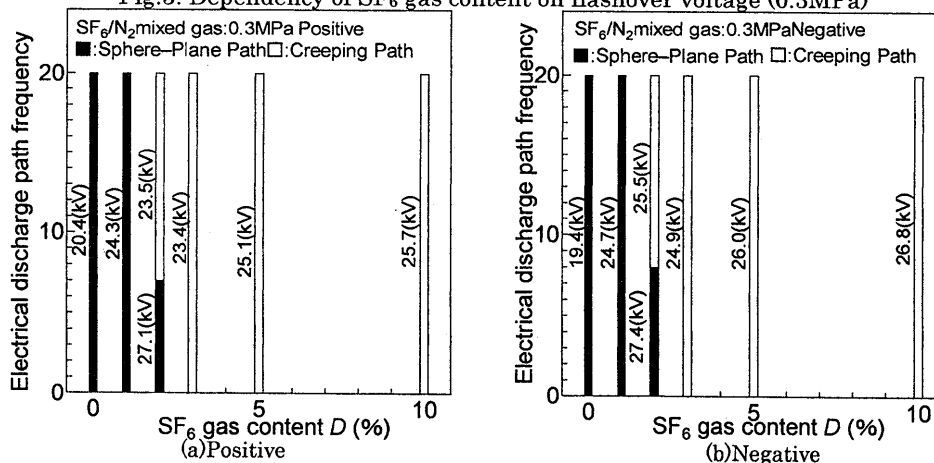 Fig.3. Dependency of SF6 gas content on flashover voltage (0.3MPa)
SF6/N2mixed gas:0.3MPa Positive
■:Sphere–Plane Path□:Creeping Path
Electrical discharge path frequency
20
10
0
20.4(kV)
24.3(kV)
23.5(kV)
27.1(kV)
23.4(kV)
25.1(kV)
25.7(kV)
0
5
10
SF6 gas content D (%)
(a)Positive
SF6/N2mixed gas:0.3MPaNegative
■:Sphere–Plane Path □:Creeping Path
Electrical discharge path frequency
20
10
0
19.4(kV)
24.7(kV)
25.5(kV)
27.4(kV)
24.9(kV)
26.0(kV)
26.8(kV)
0
5
10
SF6 gas content D (%)
(b)Negative